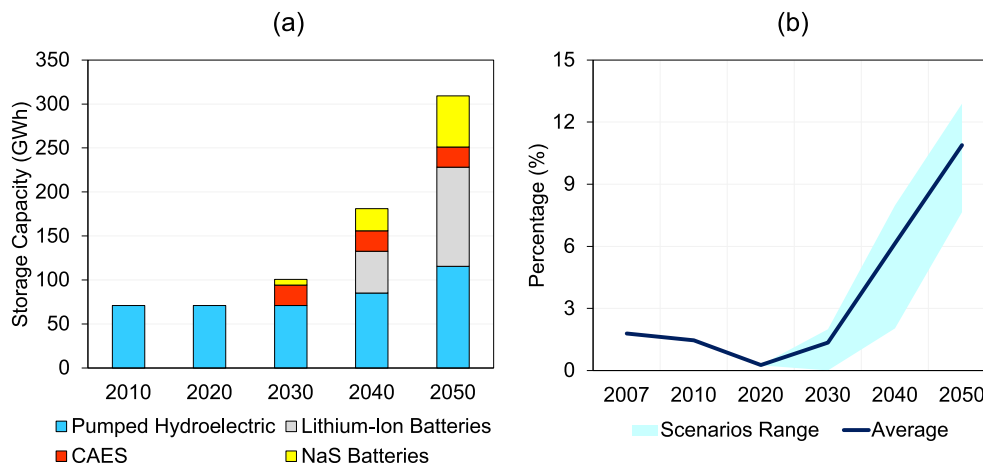 (a)
Storage Capacity (GWh)
350
300
250
200
150
100
50
0
2010 2020 2030 2040 2050
Pumped Hydroelectric Lithium-Ion Batteries
CAES NaS Batteries
(b)
Percentage (%)
15
12
9
6
3
0
2007 2010 2020 2030 2040 2050
Scenarios Range Average